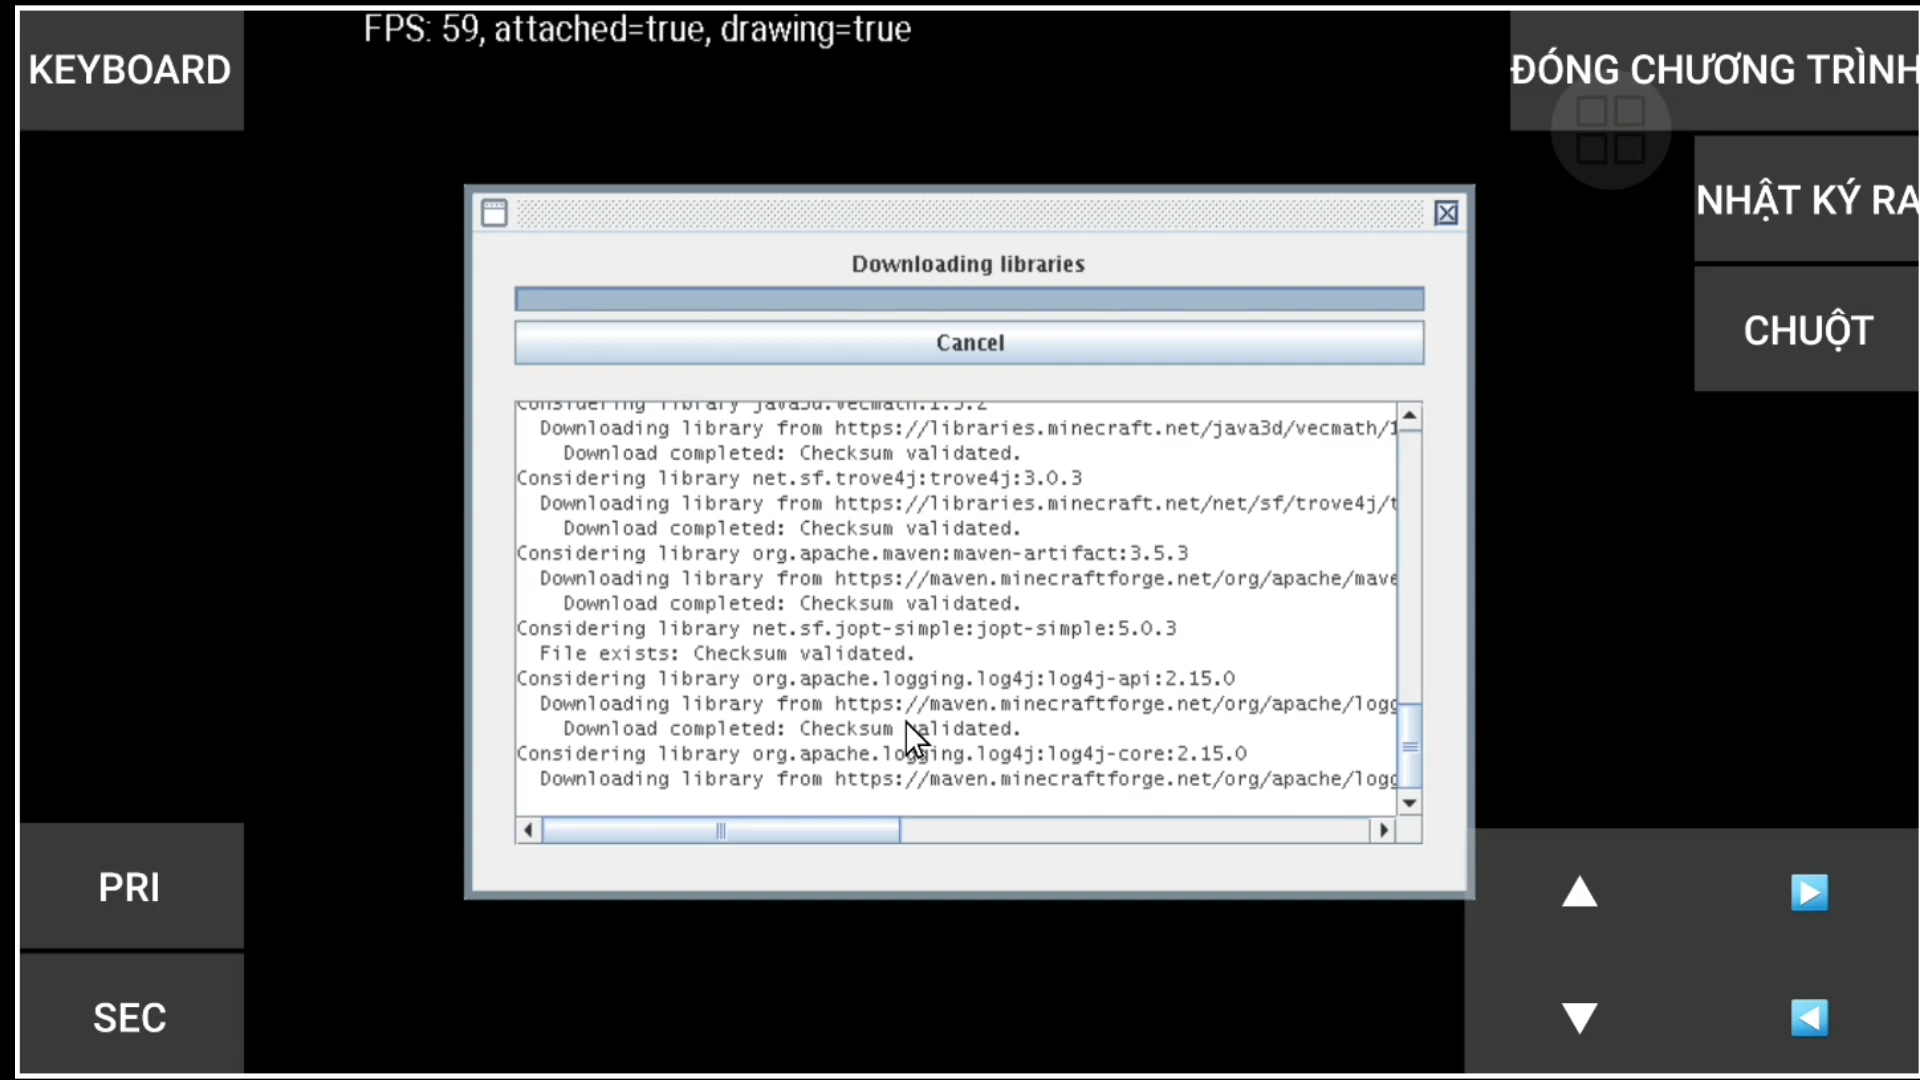 FPS: 59, attached=true, drawing=true
KEYBOARD
ĐÓNG CHƯƠNG TRÌNH
NHẬT KÝ RA
CHUỘT
Downloading libraries
Cancel
Considering library java3d:vecmath:1.5.2
Downloading library from https://libraries.minecraft.net/java3d/vecmath/1
Download completed: Checksum validated.
Considering library net.sf.trove4j:trove4j:3.0.3
Downloading library from https://libraries.minecraft.net/net/sf/trove4j/t
Download completed: Checksum validated.
Considering library org.apache.maven:maven-artifact:3.5.3
Downloading library from https://maven.minecraftforge.net/org/apache/mave
Download completed: Checksum validated.
Considering library net.sf.jopt-simple:jopt-simple:5.0.3
File exists: Checksum validated.
Considering library org.apache.logging.log4j:log4j-api:2.15.0
Downloading library from https://maven.minecraftforge.net/org/apache/logg
Download completed: Checksum validated.
Considering library org.apache.logging.log4j:log4j-core:2.15.0
Downloading library from https://maven.minecraftforge.net/org/apache/logg
PRI
SEC